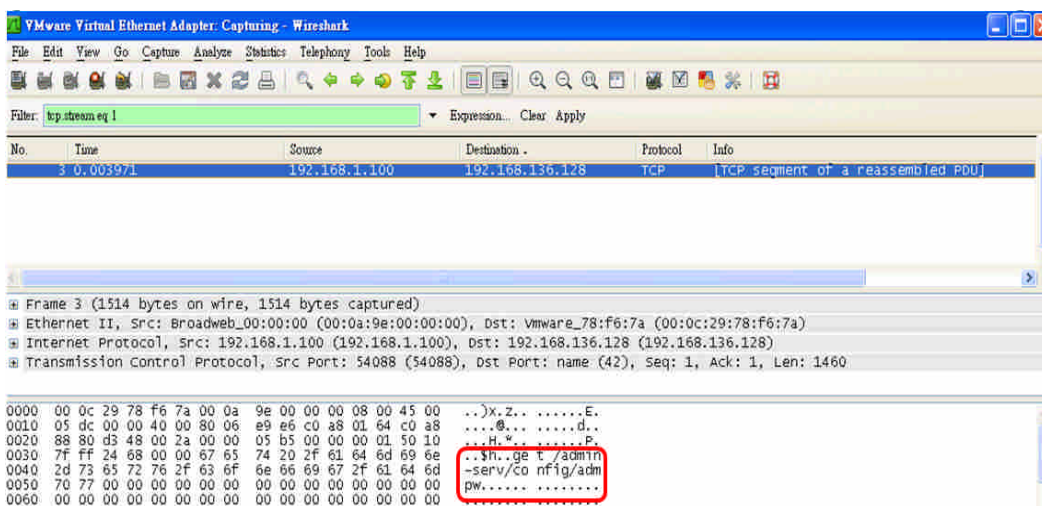 VMware Virtual Ethernet Adapter: Capturing - Wireshark
File Edit View Go Capture Analyze Statistics Telephony Tools Help
Filter: tcp.stream eq 1 Expression... Clear Apply
No. Time Source Destination Protocol Info
3 0.003971 192.168.1.100 192.168.136.128 TCP [TCP segment of a reassembled PDU]
Frame 3 (1514 bytes on wire, 1514 bytes captured)
Ethernet II, Src: Broadweb_00:00:00 (00:0a:9e:00:00:00), Dst: Vmware_78:f6:7a (00:0c:29:78:f6:7a)
Internet Protocol, Src: 192.168.1.100 (192.168.1.100), Dst: 192.168.136.128 (192.168.136.128)
Transmission Control Protocol, Src Port: 54088 (54088), Dst Port: name (42), Seq: 1, Ack: 1, Len: 1460
0000 00 0c 29 78 f6 7a 00 0a 9e 00 00 00 08 00 45 00 ..)x.z.. ......E.
0010 05 dc 00 00 40 00 80 06 e9 e6 c0 a8 01 64 c0 a8 ....@... .....d..
0020 88 80 d3 48 00 2a 00 00 05 b5 00 00 00 01 50 10 ...H.*.. ......P.
0030 7f ff 24 68 00 00 67 65 74 20 2f 61 64 6d 69 6e ..$h..ge t /admin
0040 2d 73 65 72 76 2f 63 6f 6e 66 69 67 2f 61 64 6d -serv/co nfig/adm
0050 70 77 00 00 00 00 00 00 00 00 00 00 00 00 00 00 pw...... ........
0060 00 00 00 00 00 00 00 00 00 00 00 00 00 00 00 00 ........ ........